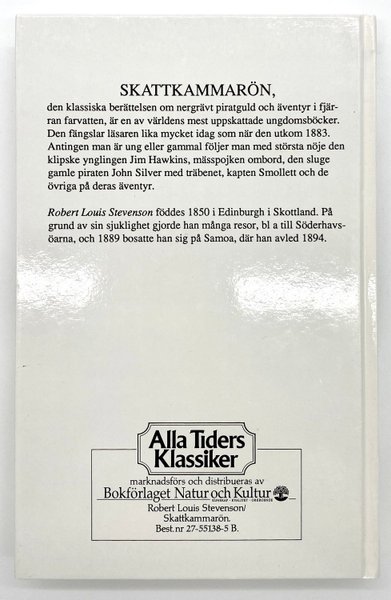 SKATTKAMMARÖN,
den klassiska berättelsen om nergrävt piratguld och äventyr i fjär-
ran farvatten, är en av världens mest uppskattade ungdomsböcker.
Den fängslar läsaren lika mycket idag som när den utkom 1883.
Antingen man är ung eller gammal följer man med största nöje den
klipske ynglingen Jim Hawkins, mässpojken ombord, den sluge
gamle piraten John Silver med träbenet, kapten Smollett och de
övriga på deras äventyr.
Robert Louis Stevenson föddes 1850 i Edinburgh i Skottland. På
grund av sin sjuklighet gjorde han många resor, bl a till Söderhavs-
öarna, och 1889 bosatte han sig på Samoa, där han avled 1894.
Alla Tiders
Klassiker
marknadsförs och distribueras av
Bokförlaget Natur och Kultur
Robert Louis Stevenson/
Skattkammarön.
Best.nr 27-55138-5 B.